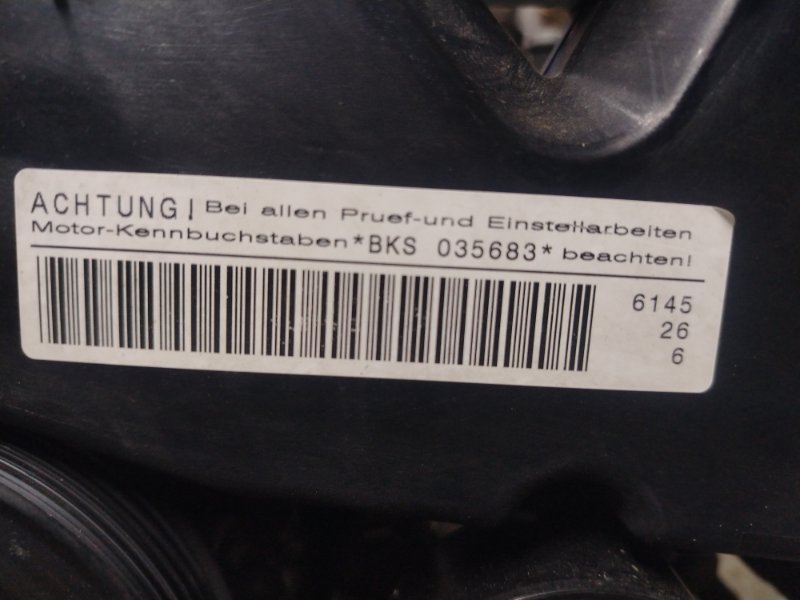 ACHTUNG! Bei allen Pruef-und Einstellarbeiten
Motor-Kennbuchstaben*BKS 035683* beachten!
6145
26
6